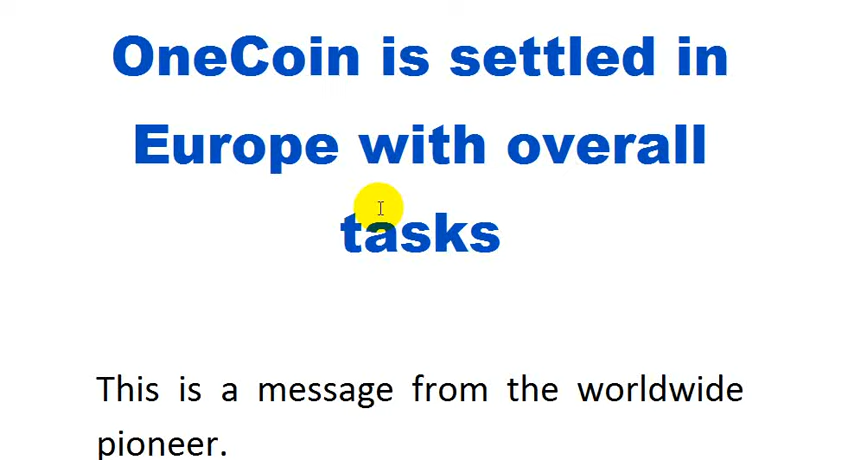 OneCoin is settled in
Europe with overall
tasks
This is a message from the worldwide
pioneer.